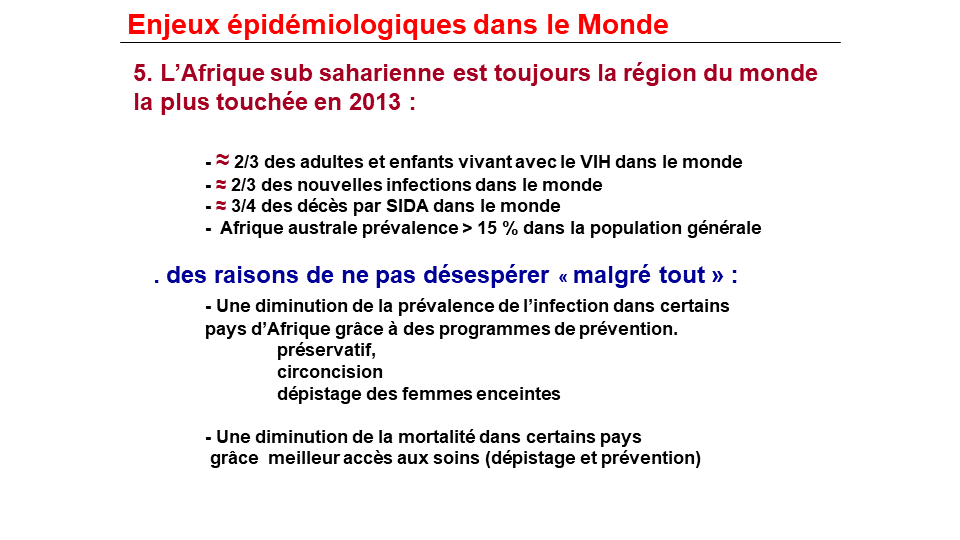 Enjeux épidémiologiques dans le Monde
5. L’Afrique sub saharienne est toujours la région du monde
la plus touchée en 2013 :
- ≈ 2/3 des adultes et enfants vivant avec le VIH dans le monde
- ≈ 2/3 des nouvelles infections dans le monde
- ≈ 3/4 des décès par SIDA dans le monde
- Afrique australe prévalence > 15 % dans la population générale
. des raisons de ne pas désespérer « malgré tout » :
- Une diminution de la prévalence de l’infection dans certains
pays d’Afrique grâce à des programmes de prévention.
préservatif,
circoncision
dépistage des femmes enceintes
- Une diminution de la mortalité dans certains pays
grâce meilleur accès aux soins (dépistage et prévention)